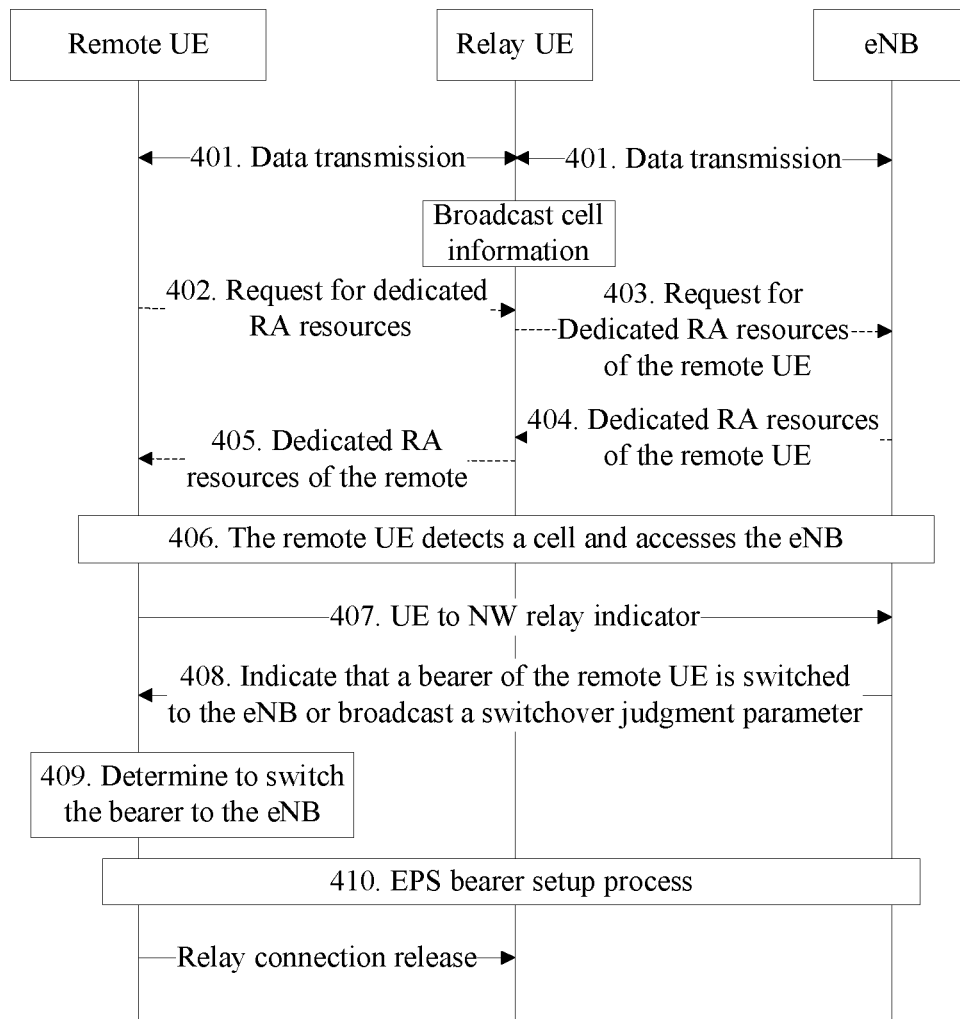 Remote UE
Relay UE
eNB
401. Data transmission
401. Data transmission
Broadcast cell
information
402. Request for dedicated
RA resources
403. Request for
Dedicated RA resources
of the remote UE
404. Dedicated RA resources
of the remote UE
405. Dedicated RA
resources of the remote
406. The remote UE detects a cell and accesses the eNB
407. UE to NW relay indicator
408. Indicate that a bearer of the remote UE is switched
to the eNB or broadcast a switchover judgment parameter
409. Determine to switch
the bearer to the eNB
410. EPS bearer setup process
Relay connection release